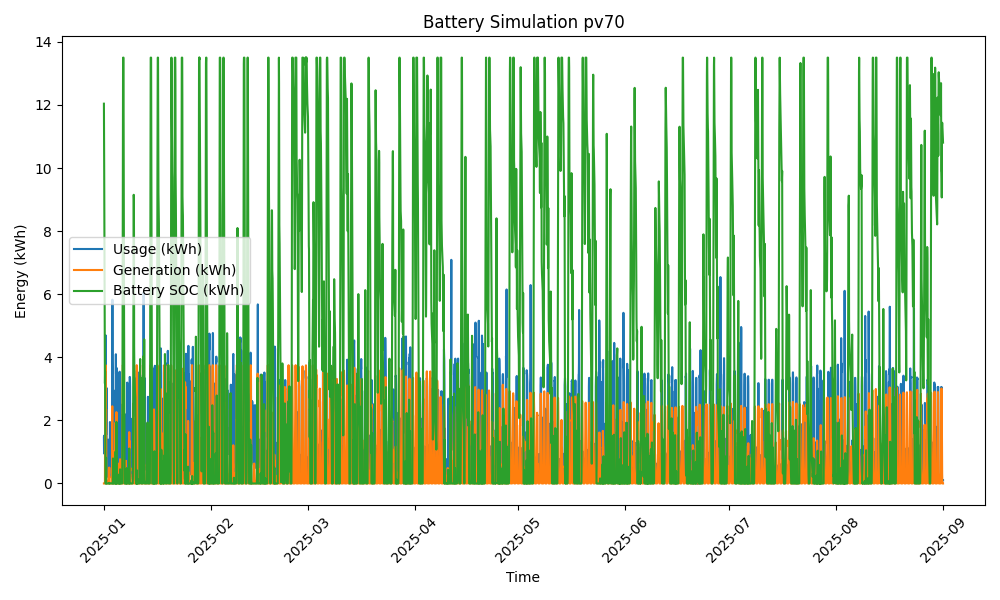 Battery Simulation pv70
14
12
10
8
6
4
2
0
Energy (kWh)
Usage (kWh)
Generation (kWh)
Battery SOC (kWh)
2025-01
2025-02
2025-03
2025-04
2025-05
2025-06
2025-07
2025-08
2025-09
Time